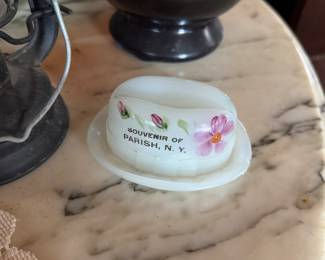 SOUVENIR OF
PARISH, N. Y.